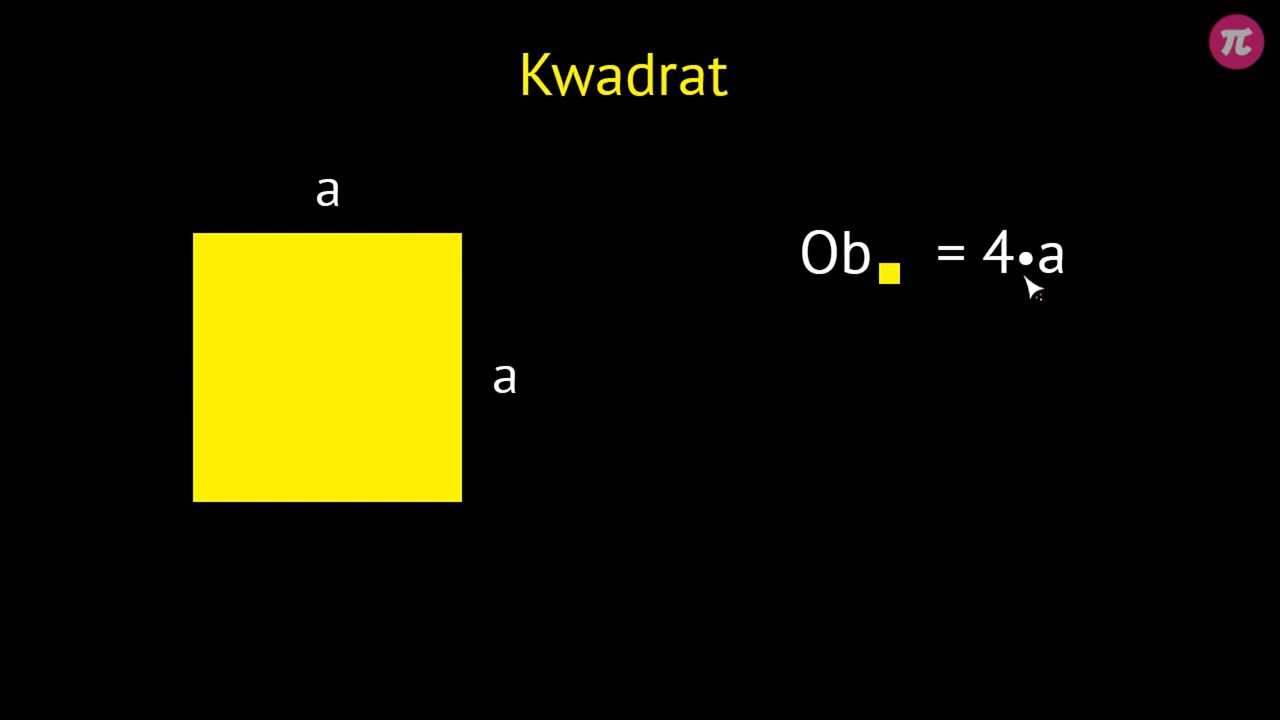 Kwadrat
a
Ob = 4•a
a
π